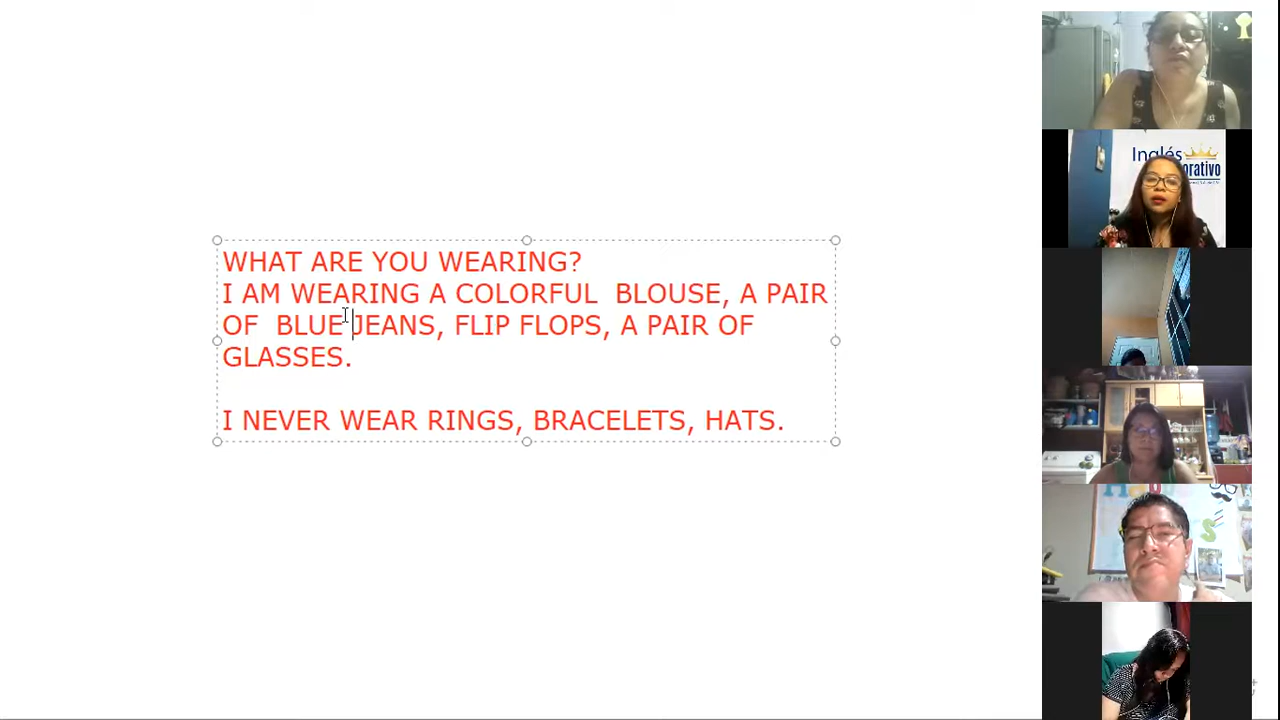 WHAT ARE YOU WEARING?
I AM WEARING A COLORFUL  BLOUSE, A PAIR
OF  BLUE JEANS, FLIP FLOPS, A PAIR OF
GLASSES.
I NEVER WEAR RINGS, BRACELETS, HATS.
Inglés
orativo